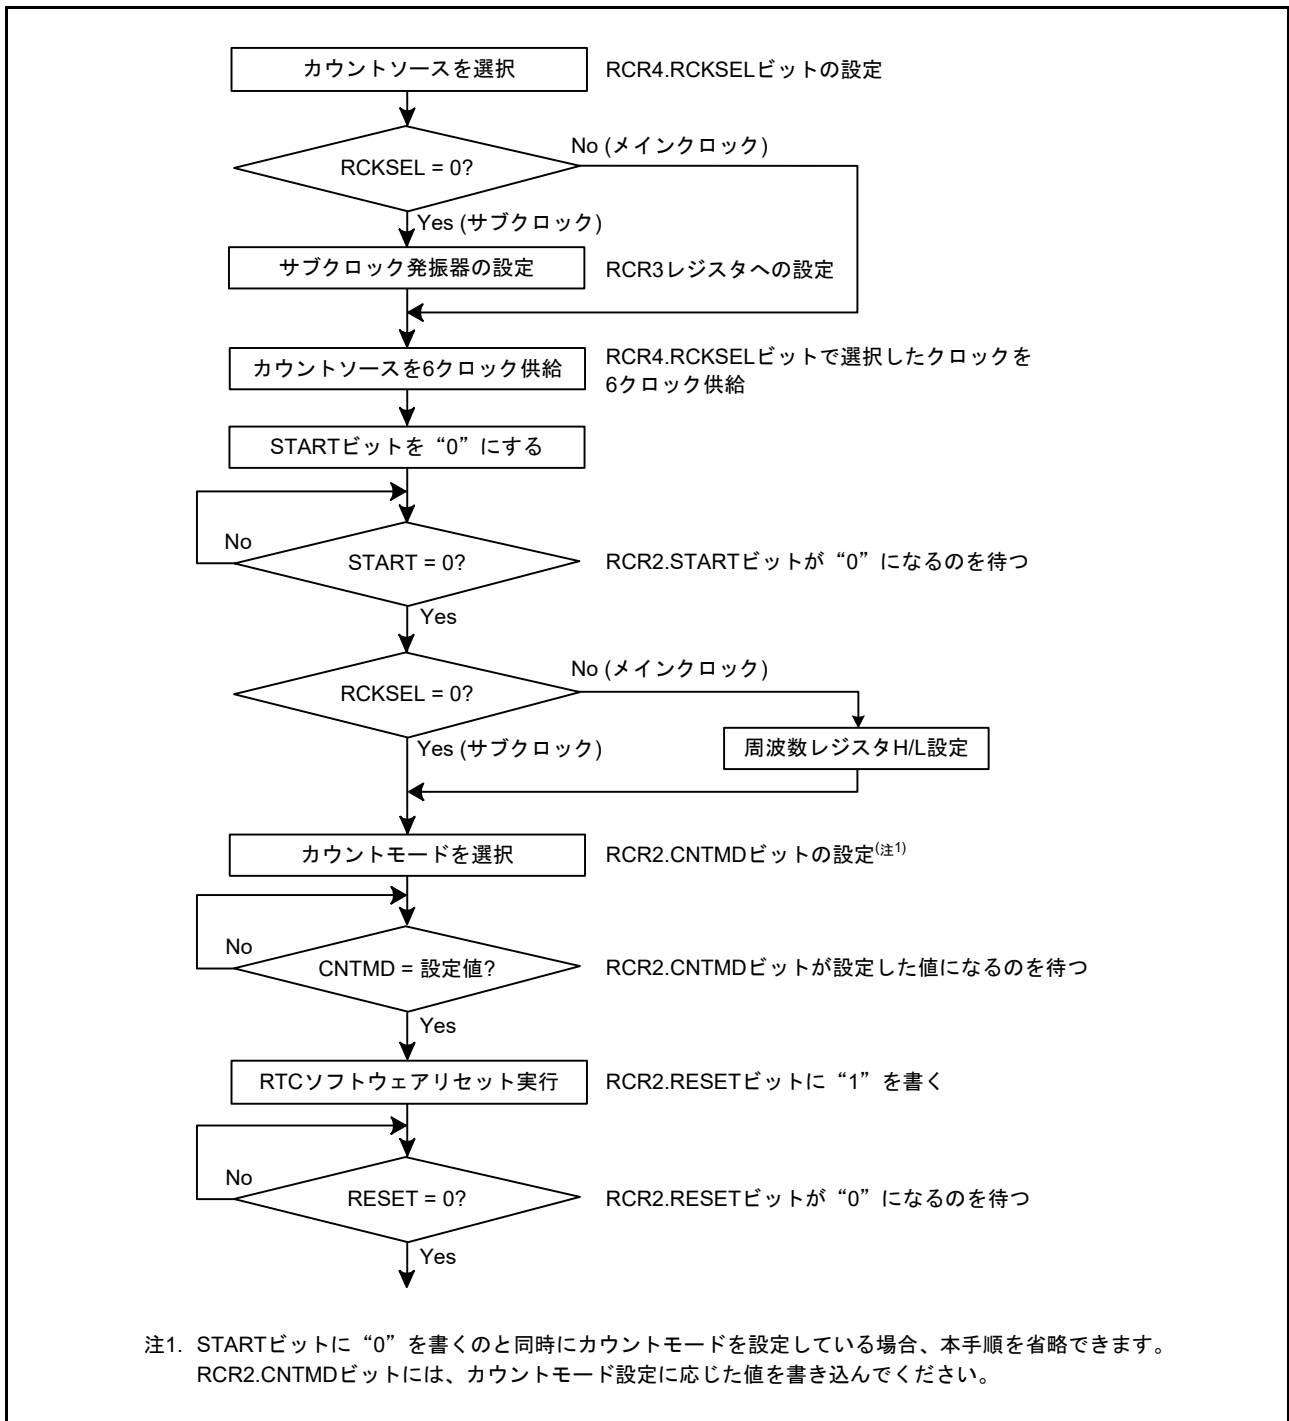 カウントソースを選択 RCR4.RCKSELビットの設定
RCKSEL = 0? No (メインクロック)
Yes (サブクロック)
サブクロック発振器の設定 RCR3レジスタへの設定
カウントソースを6クロック供給 RCR4.RCKSELビットで選択したクロックを
6クロック供給
STARTビットを“0”にする
No
START = 0? RCR2.STARTビットが“0”になるのを待つ
Yes
RCKSEL = 0? No (メインクロック)
Yes (サブクロック) 周波数レジスタH/L設定
カウントモードを選択 RCR2.CNTMDビットの設定(注1)
No
CNTMD = 設定値? RCR2.CNTMDビットが設定した値になるのを待つ
Yes
RTCソフトウェアリセット実行 RCR2.RESETビットに“1”を書く
No
RESET = 0? RCR2.RESETビットが“0”になるのを待つ
Yes
注1. STARTビットに“0”を書くのと同時にカウントモードを設定している場合、本手順を省略できます。
RCR2.CNTMDビットには、カウントモード設定に応じた値を書き込んでください。